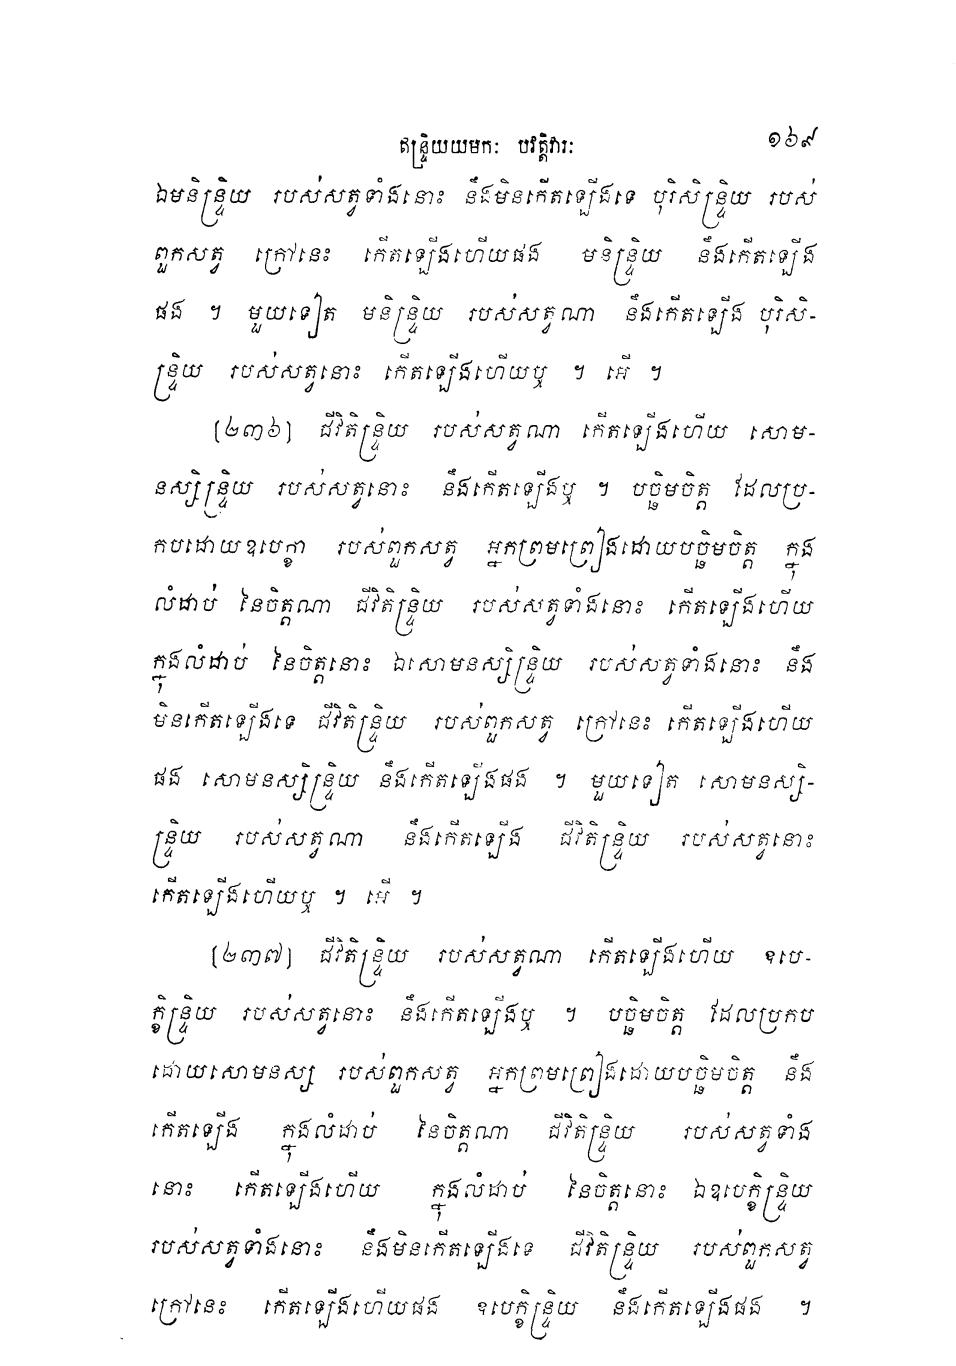 ឥន្ទ្រិយយមកៈ បវត្តិវារៈ ១៦៩
ឯមនិន្ទ្រិយ របស់សត្វទាំងនោះ នឹងមិនកើតឡើងទេ បុរិសិន្ទ្រិយ របស់
ពួកសត្វ ក្រៅនេះ កើតឡើងហើយផង មនិន្ទ្រិយ នឹងកើតឡើង
ផង ។ មួយទៀត មនិន្ទ្រិយ របស់សត្វណា នឹងកើតឡើង បុរិសិ-
ន្ទ្រិយ របស់សត្វនោះ កើតឡើងហើយឬ ។ អើ ។
[២៣៦] ជីវិតិន្ទ្រិយ របស់សត្វណា កើតឡើងហើយ សោម-
នស្សិន្ទ្រិយ របស់សត្វនោះ នឹងកើតឡើងឬ ។ បច្ឆិមចិត្ត ដែលប្រ-
កបដោយឧបេក្ខា របស់ពួកសត្វ អ្នកព្រមព្រៀងដោយបច្ឆិមចិត្ត ក្នុង
លំដាប់ នៃចិត្តណា ជីវិតិន្ទ្រិយ របស់សត្វទាំងនោះ កើតឡើងហើយ
ក្នុងលំដាប់ នៃចិត្តនោះ ឯសោមនស្សិន្ទ្រិយ របស់សត្វទាំងនោះ នឹង
មិនកើតឡើងទេ ជីវិតិន្ទ្រិយ របស់ពួកសត្វ ក្រៅនេះ កើតឡើងហើយ
ផង សោមនស្សិន្ទ្រិយ នឹងកើតឡើងផង ។ មួយទៀត សោមនស្សិ-
ន្ទ្រិយ របស់សត្វណា នឹងកើតឡើង ជីវិតិន្ទ្រិយ របស់សត្វនោះ
កើតឡើងហើយឬ ។ អើ ។
[២៣៧] ជីវិតិន្ទ្រិយ របស់សត្វណា កើតឡើងហើយ ឧបេ-
ក្ខិន្ទ្រិយ របស់សត្វនោះ នឹងកើតឡើងឬ ។ បច្ឆិមចិត្ត ដែលប្រកប
ដោយសោមនស្ស របស់ពួកសត្វ អ្នកព្រមព្រៀងដោយបច្ឆិមចិត្ត នឹង
កើតឡើង ក្នុងលំដាប់ នៃចិត្តណា ជីវិតិន្ទ្រិយ របស់សត្វទាំង
នោះ កើតឡើងហើយ ក្នុងលំដាប់ នៃចិត្តនោះ ឯឧបេក្ខិន្ទ្រិយ
របស់សត្វទាំងនោះ នឹងមិនកើតឡើងទេ ជីវិតិន្ទ្រិយ របស់ពួកសត្វ
ក្រៅនេះ កើតឡើងហើយផង ឧបេក្ខិន្ទ្រិយ នឹងកើតឡើងផង ។